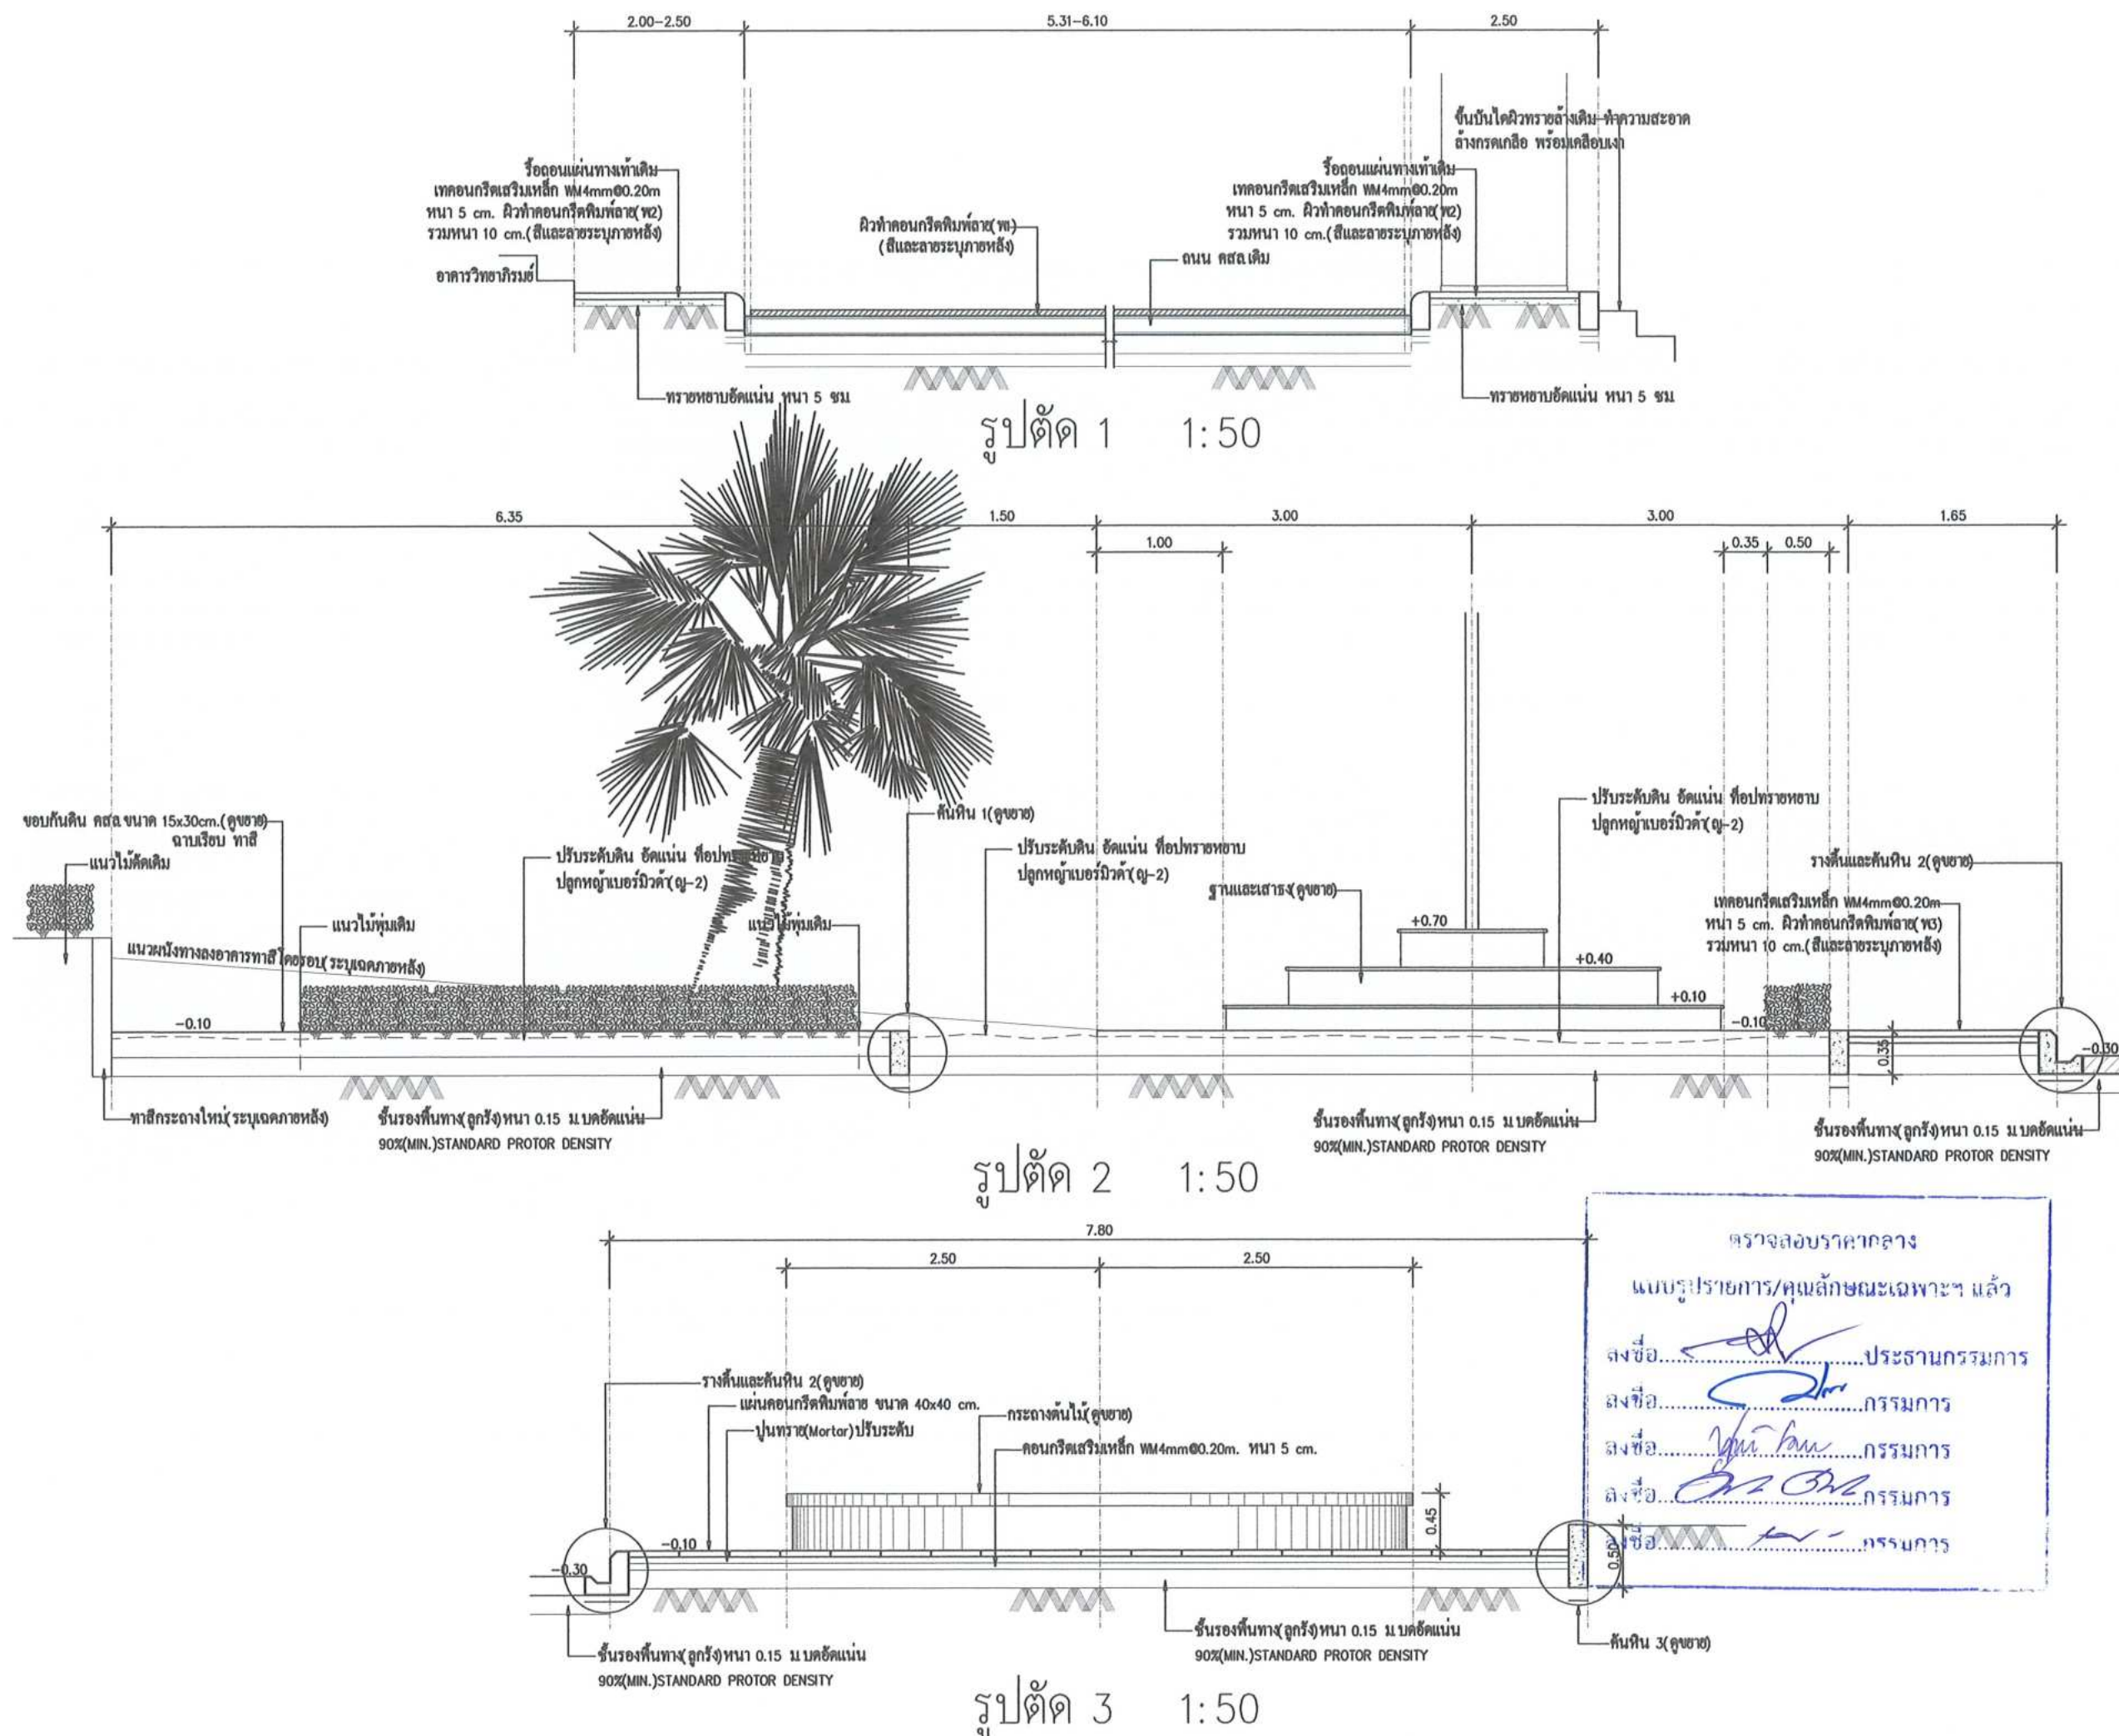 2.00-2.50
5.31-6.10
2.50
ขั้นบันไดผิวทรายล้างเดิม ทำความสะอาด
ล้างกรดเกลือ พร้อมเคลือบเงา
รื้อถอนแผ่นทางเท้าเดิม
เทคอนกรีตเสริมเหล็ก WM4mm@0.20m
หนา 5 cm. ผิวทำคอนกรีตพิมพ์ลาย(พ2)
รวมหนา 10 cm.(สีและลายระบุภายหลัง)
อาคารวิทยาภิรมย์
ผิวทำคอนกรีตพิมพ์ลาย(พ1)
(สีและลายระบุภายหลัง)
ถนน คสล.เดิม
รื้อถอนแผ่นทางเท้าเดิม
เทคอนกรีตเสริมเหล็ก WM4mm@0.20m
หนา 5 cm. ผิวทำคอนกรีตพิมพ์ลาย(พ2)
รวมหนา 10 cm.(สีและลายระบุภายหลัง)
ทรายหยาบอัดแน่น หนา 5 ซม.
ทรายหยาบอัดแน่น หนา 5 ซม.
รูปตัด 1 1:50
6.35
1.50
3.00
3.00
1.65
1.00
0.35
0.50
ขอบกันดิน คสล.ขนาด 15x30cm.(ดูขยาย)
ฉาบเรียบ ทาสี
แนวไม้ดัดเดิม
แนวไม้พุ่มเดิม
แนวผนังทางลงอาคารทาสีโดยรอบ(ระบุเฉดภายหลัง)
ปรับระดับดิน อัดแน่น ท็อปทรายหยาบ
ปลูกหญ้าเบอร์มิวด้า(ญ-2)
แนวไม้พุ่มเดิม
คันหิน 1(ดูขยาย)
ปรับระดับดิน อัดแน่น ท็อปทรายหยาบ
ปลูกหญ้าเบอร์มิวด้า(ญ-2)
ฐานและเสาธง(ดูขยาย)
ปรับระดับดิน อัดแน่น ท็อปทรายหยาบ
ปลูกหญ้าเบอร์มิวด้า(ญ-2)
รางตื้นและคันหิน 2(ดูขยาย)
เทคอนกรีตเสริมเหล็ก WM4mm@0.20m
หนา 5 cm. ผิวทำคอนกรีตพิมพ์ลาย(พ3)
รวมหนา 10 cm.(สีและลายระบุภายหลัง)
+0.70
+0.40
+0.10
-0.10
-0.10
0.35
-0.30
ทาสีกระถางใหม่(ระบุเฉดภายหลัง)
ชั้นรองพื้นทาง(ลูกรัง)หนา 0.15 ม.บดอัดแน่น
90%(MIN.)STANDARD PROTOR DENSITY
ชั้นรองพื้นทาง(ลูกรัง)หนา 0.15 ม.บดอัดแน่น
90%(MIN.)STANDARD PROTOR DENSITY
ชั้นรองพื้นทาง(ลูกรัง)หนา 0.15 ม.บดอัดแน่น
90%(MIN.)STANDARD PROTOR DENSITY
รูปตัด 2 1:50
7.80
2.50
2.50
รางตื้นและคันหิน 2(ดูขยาย)
แผ่นคอนกรีตพิมพ์ลาย ขนาด 40x40 cm.
ปูนทราย(Mortar)ปรับระดับ
กระถางต้นไม้(ดูขยาย)
คอนกรีตเสริมเหล็ก WM4mm@0.20m. หนา 5 cm.
-0.10
-0.30
0.45
0.50
ชั้นรองพื้นทาง(ลูกรัง)หนา 0.15 ม.บดอัดแน่น
90%(MIN.)STANDARD PROTOR DENSITY
ชั้นรองพื้นทาง(ลูกรัง)หนา 0.15 ม.บดอัดแน่น
90%(MIN.)STANDARD PROTOR DENSITY
คันหิน 3(ดูขยาย)
รูปตัด 3 1:50
ตรวจสอบราคากลาง
แบบรูปรายการ/คุณลักษณะเฉพาะฯ แล้ว
ลงชื่อ....................ประธานกรรมการ
ลงชื่อ....................กรรมการ
ลงชื่อ....................กรรมการ
ลงชื่อ....................กรรมการ
ลงชื่อ....................กรรมการ